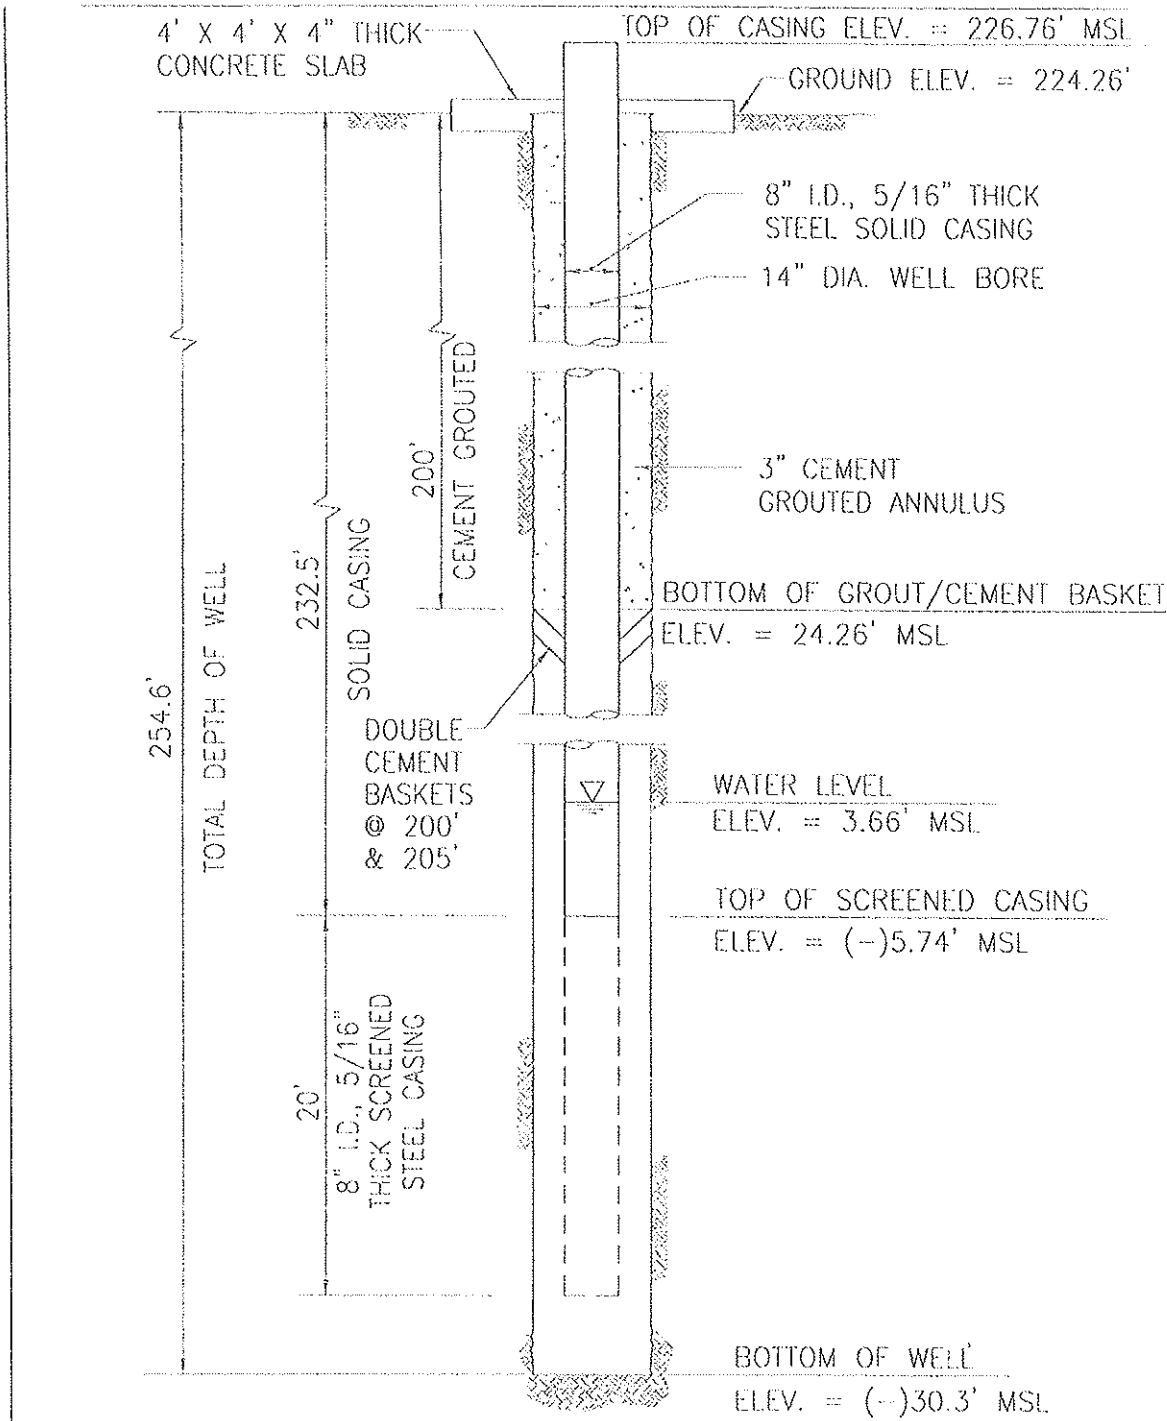 4' X 4' X 4" THICK
CONCRETE SLAB
TOP OF CASING ELEV. = 226.76' MSL
GROUND ELEV. = 224.26'
8" I.D., 5/16" THICK
STEEL SOLID CASING
14" DIA. WELL BORE
254.6'
TOTAL DEPTH OF WELL
232.5'
SOLID CASING
200'
CEMENT GROUTED
3" CEMENT
GROUTED ANNULUS
BOTTOM OF GROUT/CEMENT BASKET
ELEV. = 24.26' MSL
DOUBLE
CEMENT
BASKETS
@ 200'
& 205'
WATER LEVEL
ELEV. = 3.66' MSL
TOP OF SCREENED CASING
ELEV. = (-)5.74' MSL
20'
8" I.D., 5/16"
THICK SCREENED
STEEL CASING
BOTTOM OF WELL
ELEV. = (-)30.3' MSL